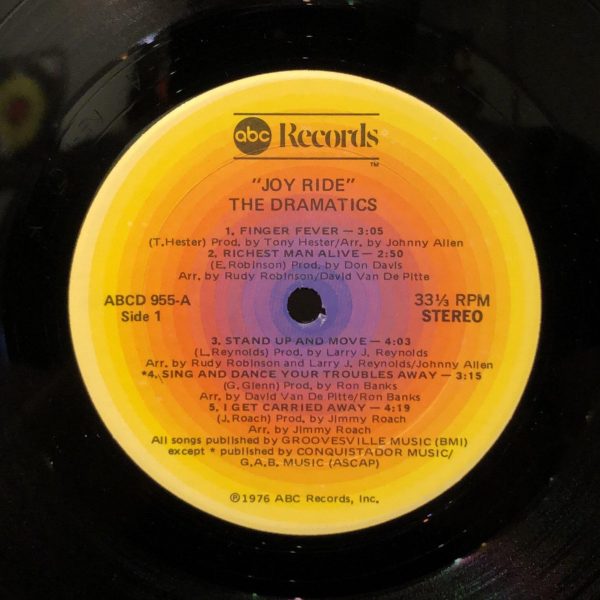 abc Records
TM
"JOY RIDE"
THE DRAMATICS
1. FINGER FEVER — 3:05
(T.Hester) Prod. by Tony Hester/Arr. by Johnny Allen
2. RICHEST MAN ALIVE — 2:50
(E.Robinson) Prod. by Don Davis
Arr. by Rudy Robinson/David Van De Pitte
ABCD 955-A
Side 1
33⅓ RPM
STEREO
3. STAND UP AND MOVE — 4:03
(L.Reynolds) Prod. by Larry J. Reynolds
Arr. by Rudy Robinson and Larry J. Reynolds/Johnny Allen
*4. SING AND DANCE YOUR TROUBLES AWAY — 3:15
(G.Glenn) Prod. by Ron Banks
Arr. by David Van De Pitte/Ron Banks
5. I GET CARRIED AWAY — 4:19
(J.Roach) Prod. by Jimmy Roach
Arr. by Jimmy Roach
All songs published by GROOVESVILLE MUSIC (BMI)
except * published by CONQUISTADOR MUSIC/
G.A.B. MUSIC (ASCAP)
℗1976 ABC Records, Inc.